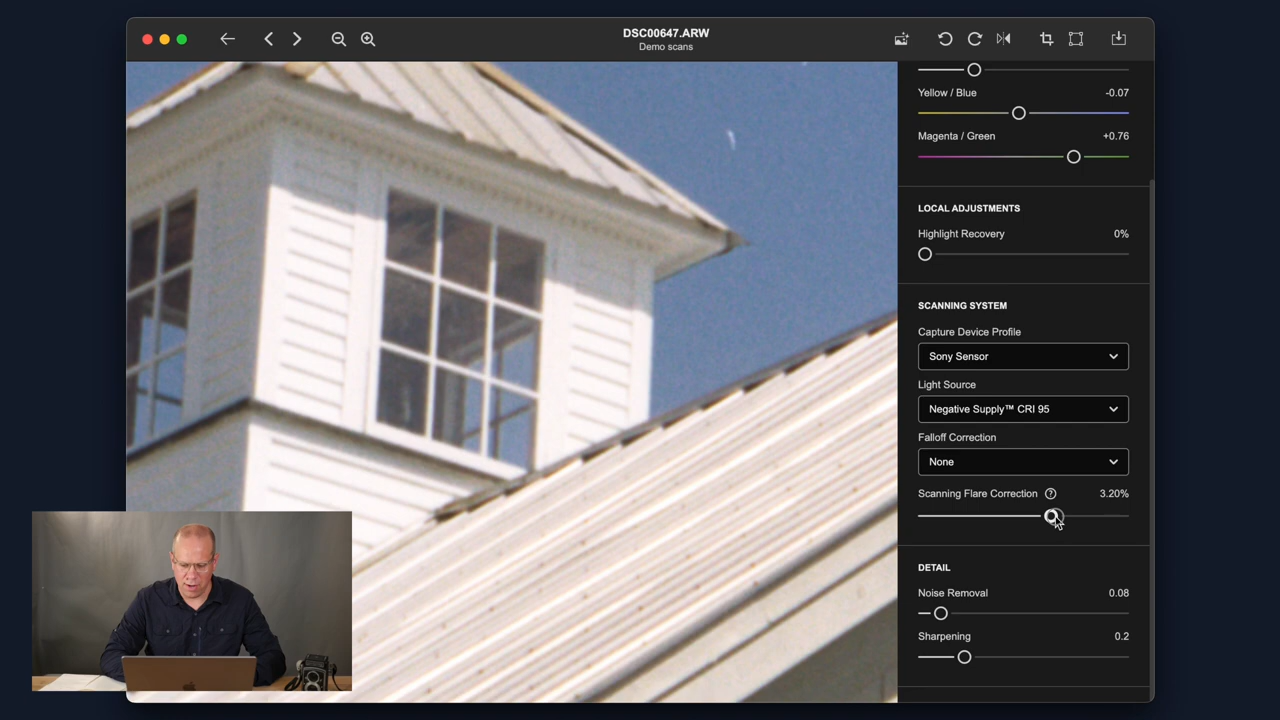 DSC00647.ARW
Demo scans
Yellow / Blue -0.07
Magenta / Green +0.76
LOCAL ADJUSTMENTS
Highlight Recovery 0%
SCANNING SYSTEM
Capture Device Profile
Sony Sensor
Light Source
Negative Supply™ CRI 95
Falloff Correction
None
Scanning Flare Correction ? 3.20%
DETAIL
Noise Removal 0.08
Sharpening 0.2